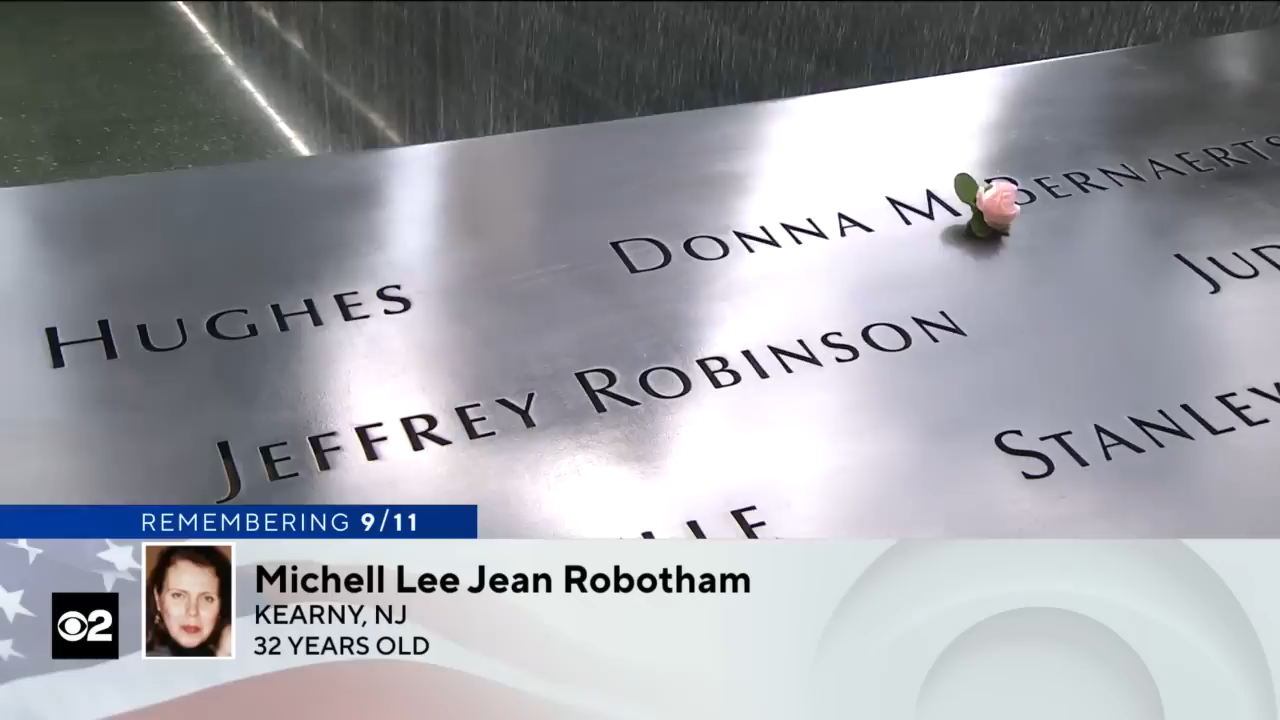 DONNA M. BERNAERTS
HUGHES
JEFFREY ROBINSON
STANLEY
REMEMBERING 9/11
Michell Lee Jean Robotham
KEARNY, NJ
32 YEARS OLD
2